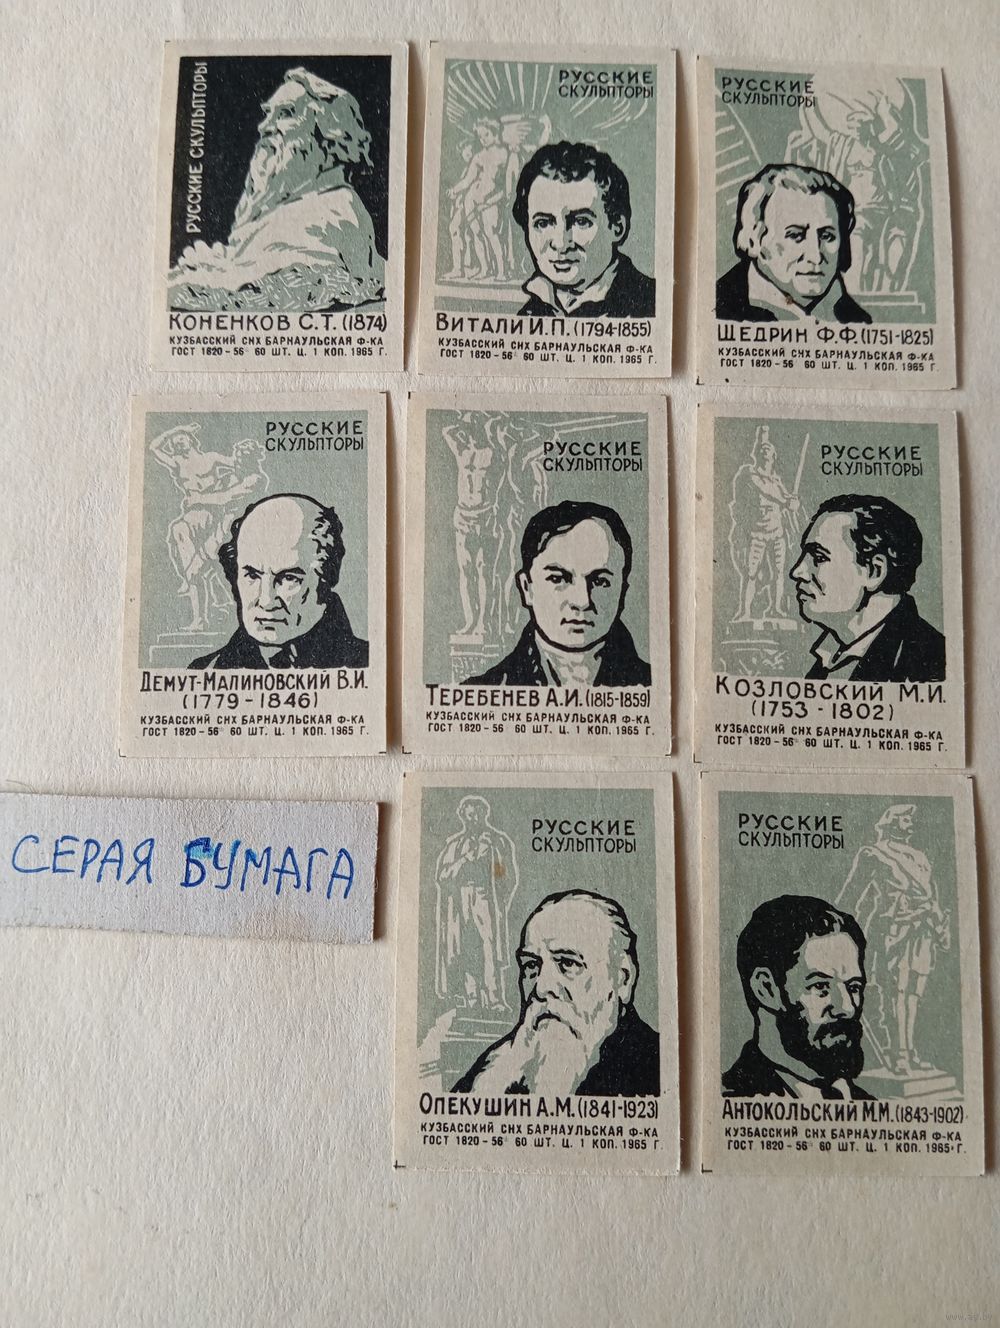 РУССКИЕ СКУЛЬПТОРЫ
КОНЕНКОВ С.Т. (1874)
КУЗБАССКИЙ СНХ БАРНАУЛЬСКАЯ Ф-КА
ГОСТ 1820-56 60 ШТ. Ц. 1 КОП. 1965 Г.
РУССКИЕ
СКУЛЬПТОРЫ
ВИТАЛИ И.П. (1794-1855)
КУЗБАССКИЙ СНХ БАРНАУЛЬСКАЯ Ф-КА
ГОСТ 1820-56 60 ШТ. Ц. 1 КОП. 1965 Г.
РУССКИЕ
СКУЛЬПТОРЫ
ЩЕДРИН Ф.Ф. (1751-1825)
КУЗБАССКИЙ СНХ БАРНАУЛЬСКАЯ Ф-КА
ГОСТ 1820-56 60 ШТ. Ц. 1 КОП. 1965 Г.
РУССКИЕ
СКУЛЬПТОРЫ
ДЕМУТ-МАЛИНОВСКИЙ В.И.
(1779-1846)
КУЗБАССКИЙ СНХ БАРНАУЛЬСКАЯ Ф-КА
ГОСТ 1820-56 60 ШТ. Ц. 1 КОП. 1965 Г.
РУССКИЕ
СКУЛЬПТОРЫ
ТЕРЕБЕНЕВ А.И. (1815-1859)
КУЗБАССКИЙ СНХ БАРНАУЛЬСКАЯ Ф-КА
ГОСТ 1820-56 60 ШТ. Ц. 1 КОП. 1965 Г.
РУССКИЕ
СКУЛЬПТОРЫ
КОЗЛОВСКИЙ М.И.
(1753-1802)
КУЗБАССКИЙ СНХ БАРНАУЛЬСКАЯ Ф-КА
ГОСТ 1820-56 60 ШТ. Ц. 1 КОП. 1965 Г.
СЕРАЯ БУМАГА
РУССКИЕ
СКУЛЬПТОРЫ
ОПЕКУШИН А.М. (1841-1923)
КУЗБАССКИЙ СНХ БАРНАУЛЬСКАЯ Ф-КА
ГОСТ 1820-56 60 ШТ. Ц. 1 КОП. 1965 Г.
РУССКИЕ
СКУЛЬПТОРЫ
АНТОКОЛЬСКИЙ М.М. (1843-1902)
КУЗБАССКИЙ СНХ БАРНАУЛЬСКАЯ Ф-КА
ГОСТ 1820-56 60 ШТ. Ц. 1 КОП. 1965 Г.